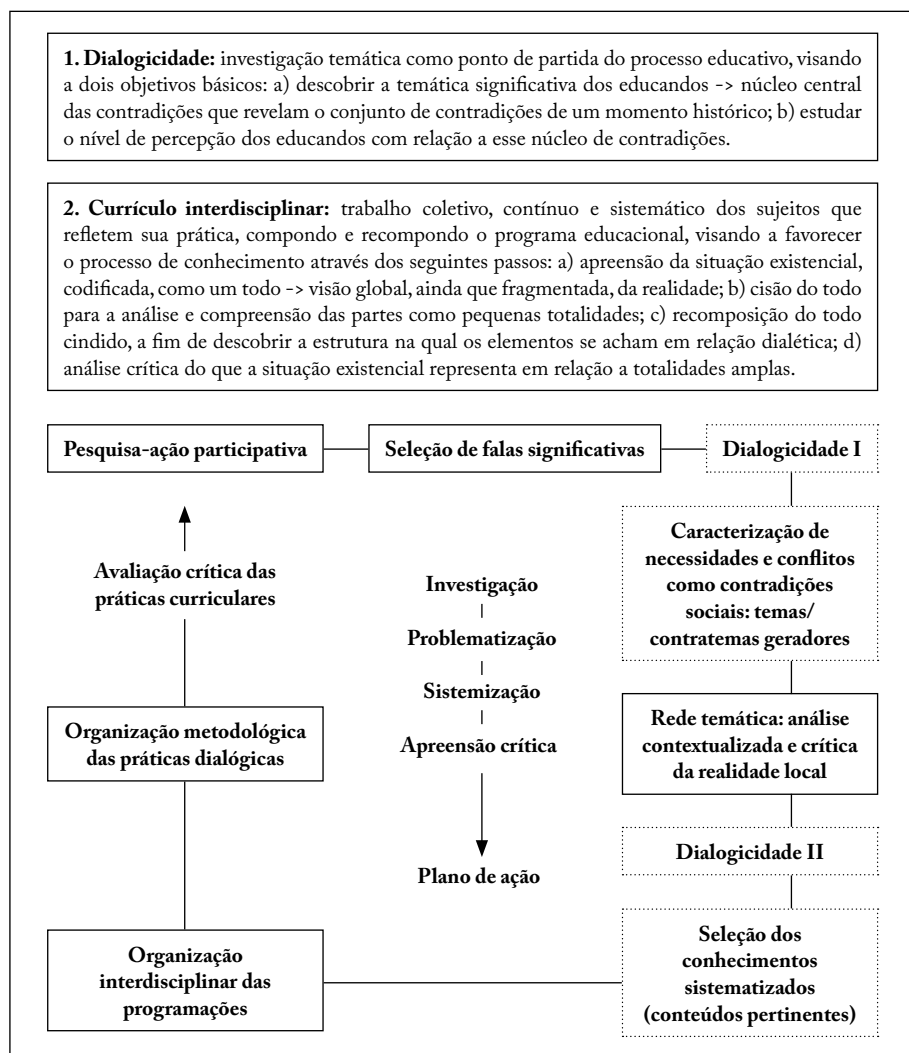 1. Dialogicidade: investigação temática como ponto de partida do processo educativo, visando
a dois objetivos básicos: a) descobrir a temática significativa dos educandos -> núcleo central
das contradições que revelam o conjunto de contradições de um momento histórico; b) estudar
o nível de percepção dos educandos com relação a esse núcleo de contradições.
2. Currículo interdisciplinar: trabalho coletivo, contínuo e sistemático dos sujeitos que
refletem sua prática, compondo e recompondo o programa educacional, visando a favorecer
o processo de conhecimento através dos seguintes passos: a) apreensão da situação existencial,
codificada, como um todo -> visão global, ainda que fragmentada, da realidade; b) cisão do todo
para a análise e compreensão das partes como pequenas totalidades; c) recomposição do todo
cindido, a fim de descobrir a estrutura na qual os elementos se acham em relação dialética; d)
análise crítica do que a situação existencial representa em relação a totalidades amplas.
Pesquisa-ação participativa
Seleção de falas significativas
Dialogicidade I
Caracterização de
necessidades e conflitos
como contradições
sociais: temas/
contratemas geradores
Rede temática: análise
contextualizada e crítica
da realidade local
Dialogicidade II
Seleção dos
conhecimentos
sistematizados
(conteúdos pertinentes)
Organização
interdisciplinar das
programações
Organização metodológica
das práticas dialógicas
Avaliação crítica das
práticas curriculares
Investigação
Problematização
Sistemização
Apreensão crítica
Plano de ação